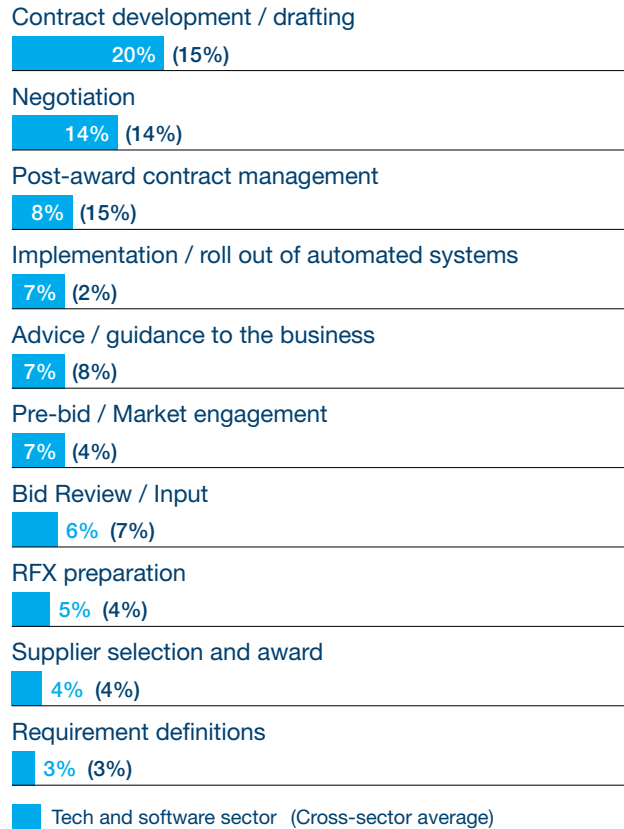 Contract development / drafting
20% (15%)
Negotiation
14% (14%)
Post-award contract management
8% (15%)
Implementation / roll out of automated systems
7% (2%)
Advice / guidance to the business
7% (8%)
Pre-bid / Market engagement
7% (4%)
Bid Review / Input
6% (7%)
RFX preparation
5% (4%)
Supplier selection and award
4% (4%)
Requirement definitions
3% (3%)
Tech and software sector (Cross-sector average)